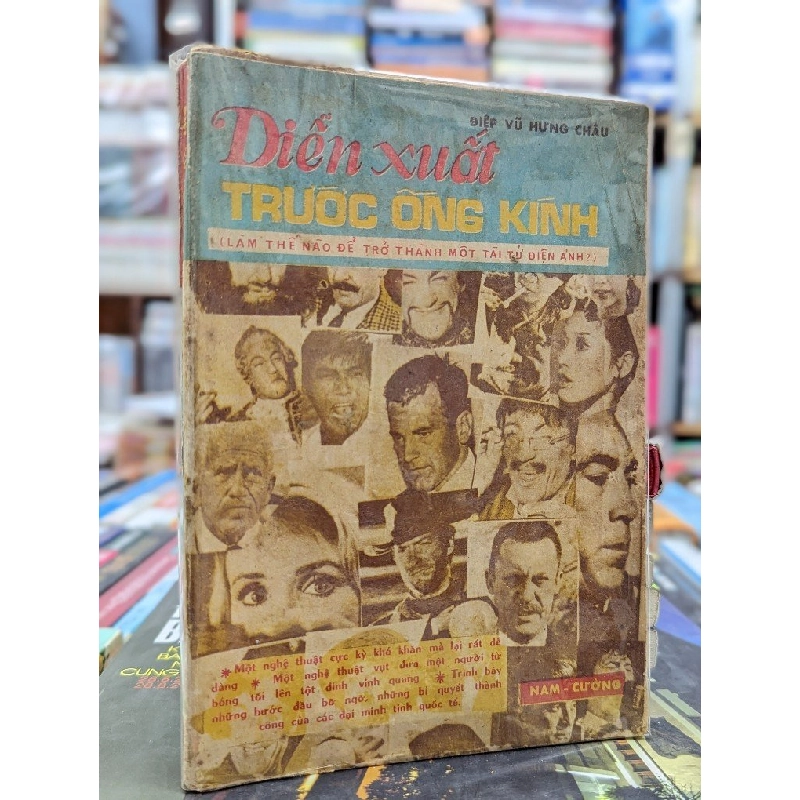 ĐIỆP VŨ HƯNG CHÂU
Diễn xuất
TRƯỚC ỐNG KÍNH
(LÀM THẾ NÀO ĐỂ TRỞ THÀNH MỘT TÀI TỬ ĐIỆN ẢNH?)
* Một nghệ thuật cực kỳ khó khăn mà lại rất dễ
dàng * Một nghệ thuật vụt đưa một người từ
bóng tối lên tột đỉnh vinh quang * Trình bày
những bước đầu bỡ ngỡ, những bí quyết thành
công của các đại minh tinh quốc tế.
NAM - CƯỜNG
CUNG